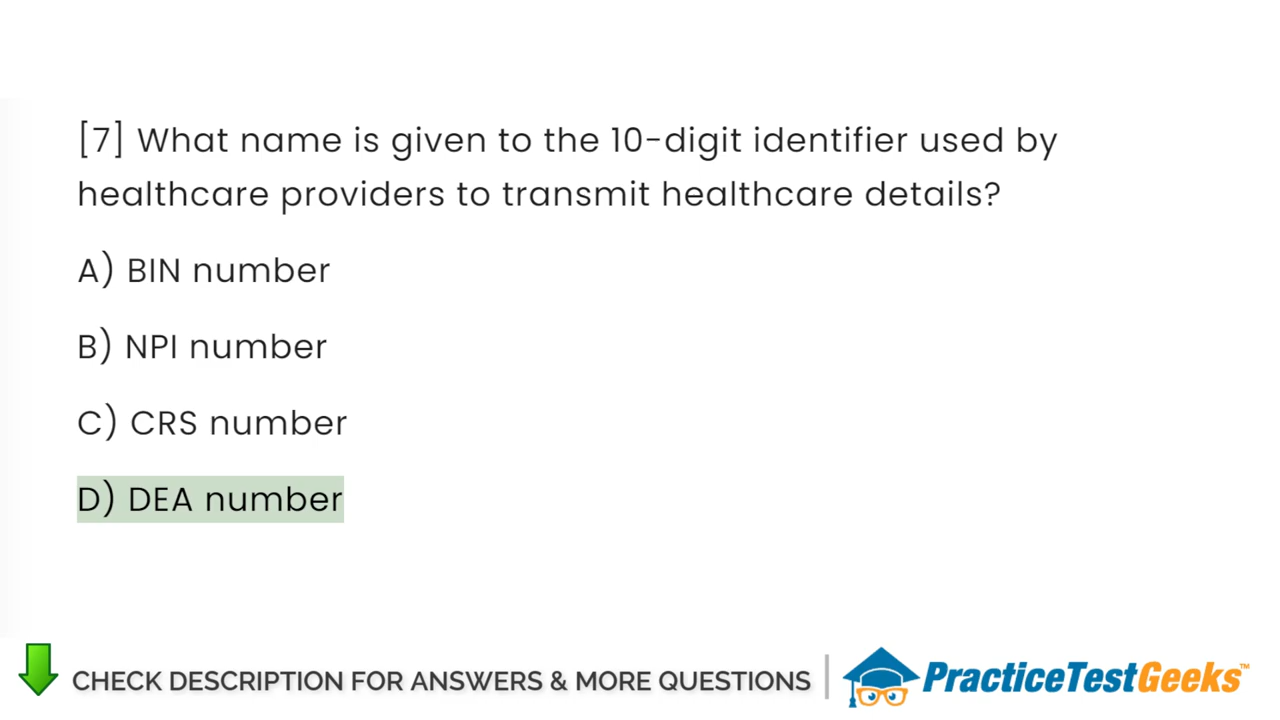 [7] What name is given to the 10-digit identifier used by
healthcare providers to transmit healthcare details?
A) BIN number
B) NPI number
C) CRS number
D) DEA number
CHECK DESCRIPTION FOR ANSWERS & MORE QUESTIONS
PracticeTestGeeks™